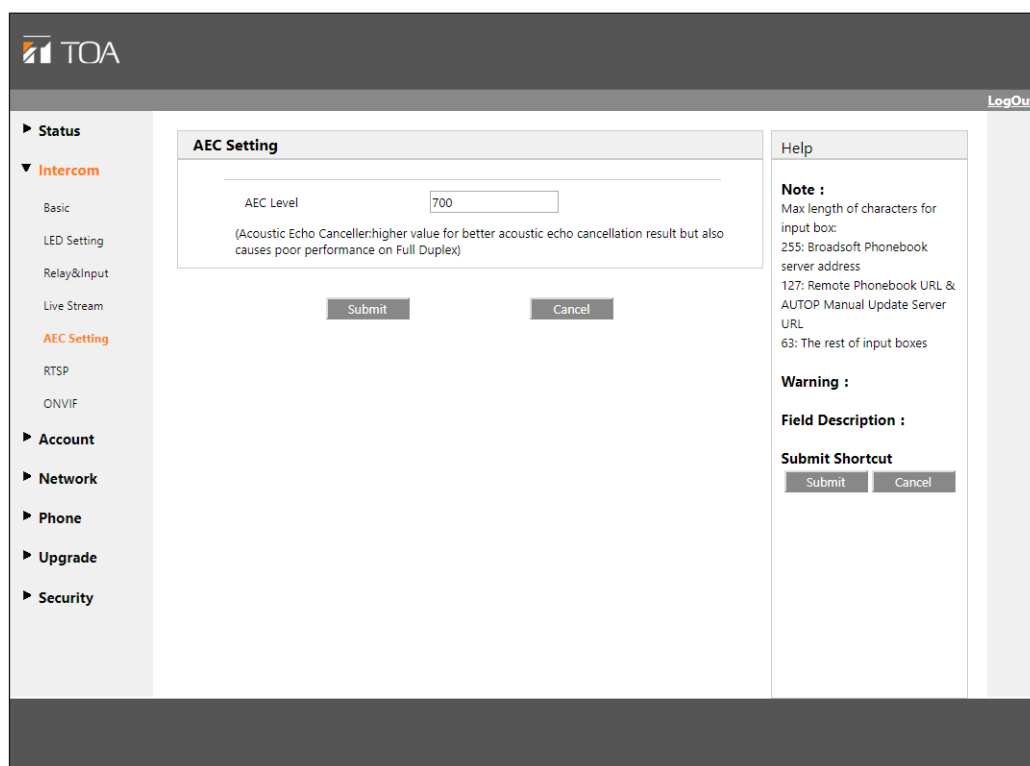 TOA
LogOu
Status
Intercom
Basic
LED Setting
Relay&Input
Live Stream
AEC Setting
RTSP
ONVIF
Account
Network
Phone
Upgrade
Security
AEC Setting
AEC Level
700
(Acoustic Echo Canceller:higher value for better acoustic echo cancellation result but also
causes poor performance on Full Duplex)
Submit
Cancel
Help
Note :
Max length of characters for
input box:
255: Broadsoft Phonebook
server address
127: Remote Phonebook URL &
AUTOP Manual Update Server
URL
63: The rest of input boxes
Warning :
Field Description :
Submit Shortcut
Submit
Cancel